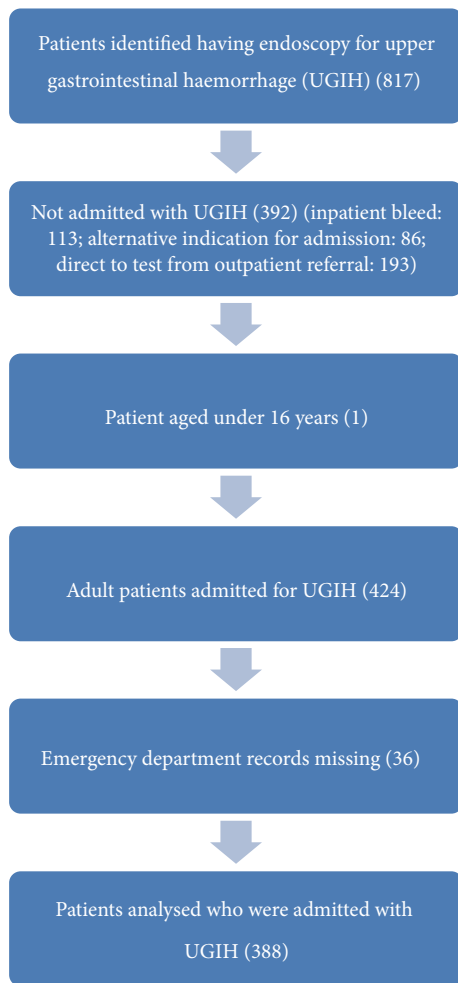 Patients identified having endoscopy for upper
gastrointestinal haemorrhage (UGIH) (817)
Not admitted with UGIH (392) (inpatient bleed:
113; alternative indication for admission: 86;
direct to test from outpatient referral: 193)
Patient aged under 16 years (1)
Adult patients admitted for UGIH (424)
Emergency department records missing (36)
Patients analysed who were admitted with
UGIH (388)